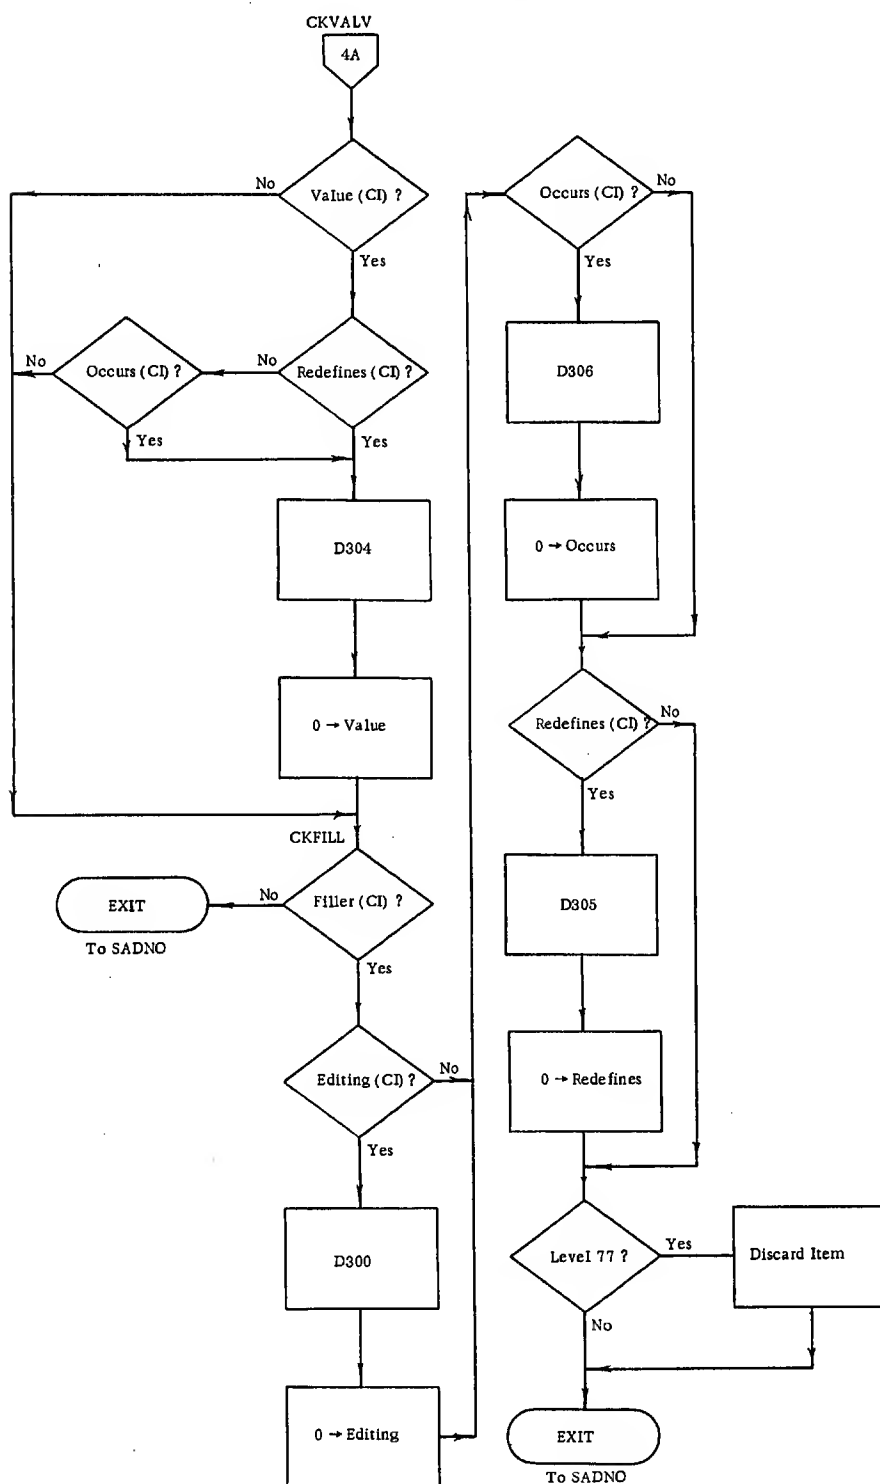 CKVALV
4A
Value (CI) ?
No
Yes
Occurs (CI) ?
No
Yes
Redefines (CI) ?
No
Yes
D304
0 → Value
CKFILL
Filler (CI) ?
No
EXIT
To SADNO
Yes
Editing (CI) ?
No
Yes
D300
0 → Editing
Occurs (CI) ?
No
Yes
D306
0 → Occurs
Redefines (CI) ?
No
Yes
D305
0 → Redefines
Level 77 ?
Yes
Discard Item
No
EXIT
To SADNO